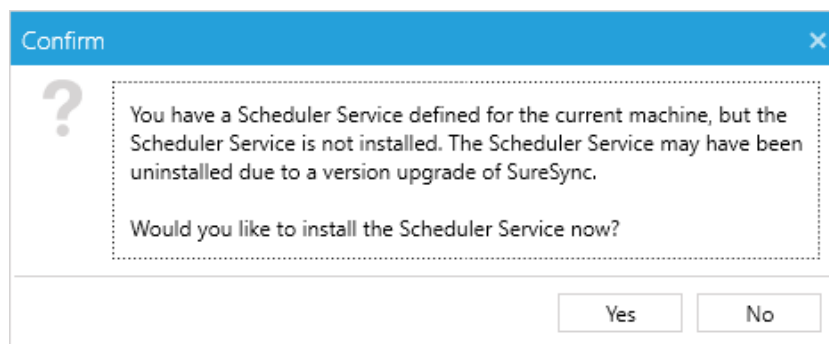 Confirm
You have a Scheduler Service defined for the current machine, but the
Scheduler Service is not installed. The Scheduler Service may have been
uninstalled due to a version upgrade of SureSync.
Would you like to install the Scheduler Service now?
Yes
No